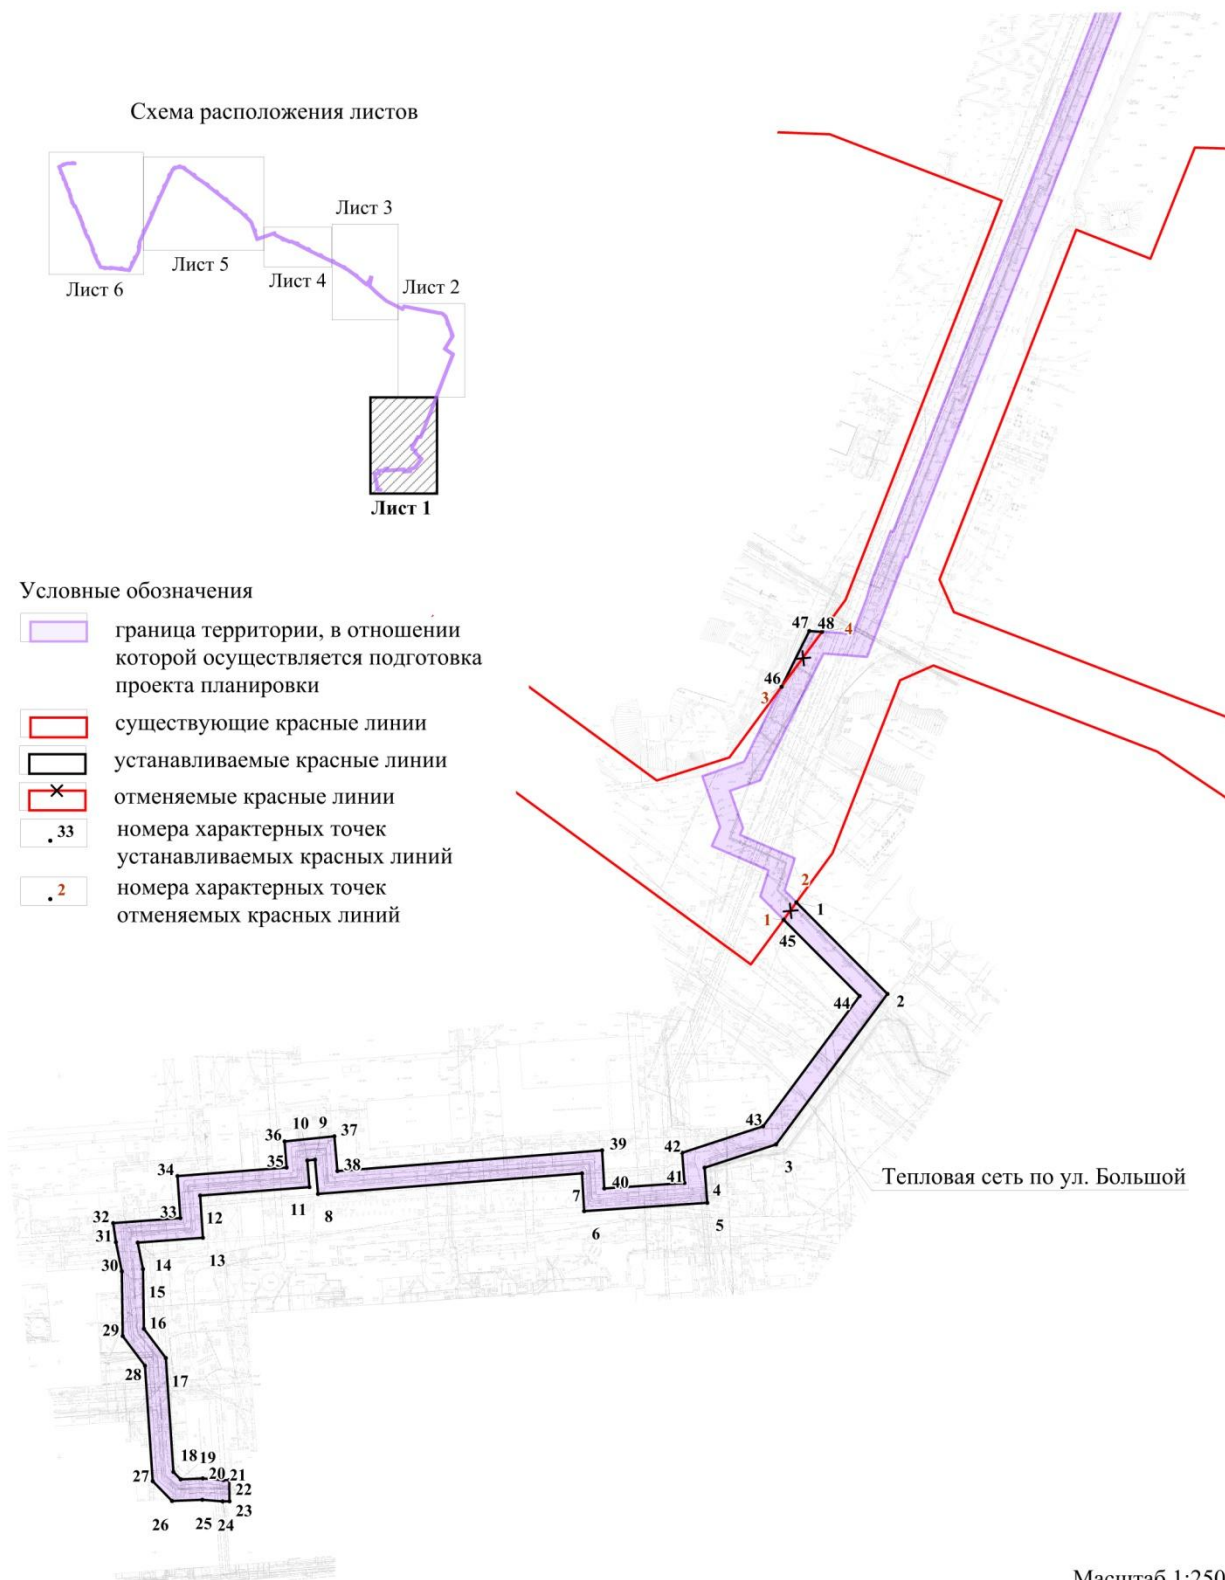 Схема расположения листов
Лист 3
Лист 5
Лист 4
Лист 2
Лист 6
Лист 1
Условные обозначения
граница территории, в отношении
которой осуществляется подготовка
проекта планировки
существующие красные линии
устанавливаемые красные линии
отменяемые красные линии
33
номера характерных точек
устанавливаемых красных линий
2
номера характерных точек
отменяемых красных линий
47
48
4
46
3
2
1
1
45
44
2
43
3
42
41
4
5
39
40
7
6
36
10
9
37
35
38
34
11
8
33
12
32
31
13
30
14
15
29
16
28
17
18
19
27
20
21
22
23
26
25
24
Тепловая сеть по ул. Большой
Масштаб 1:250